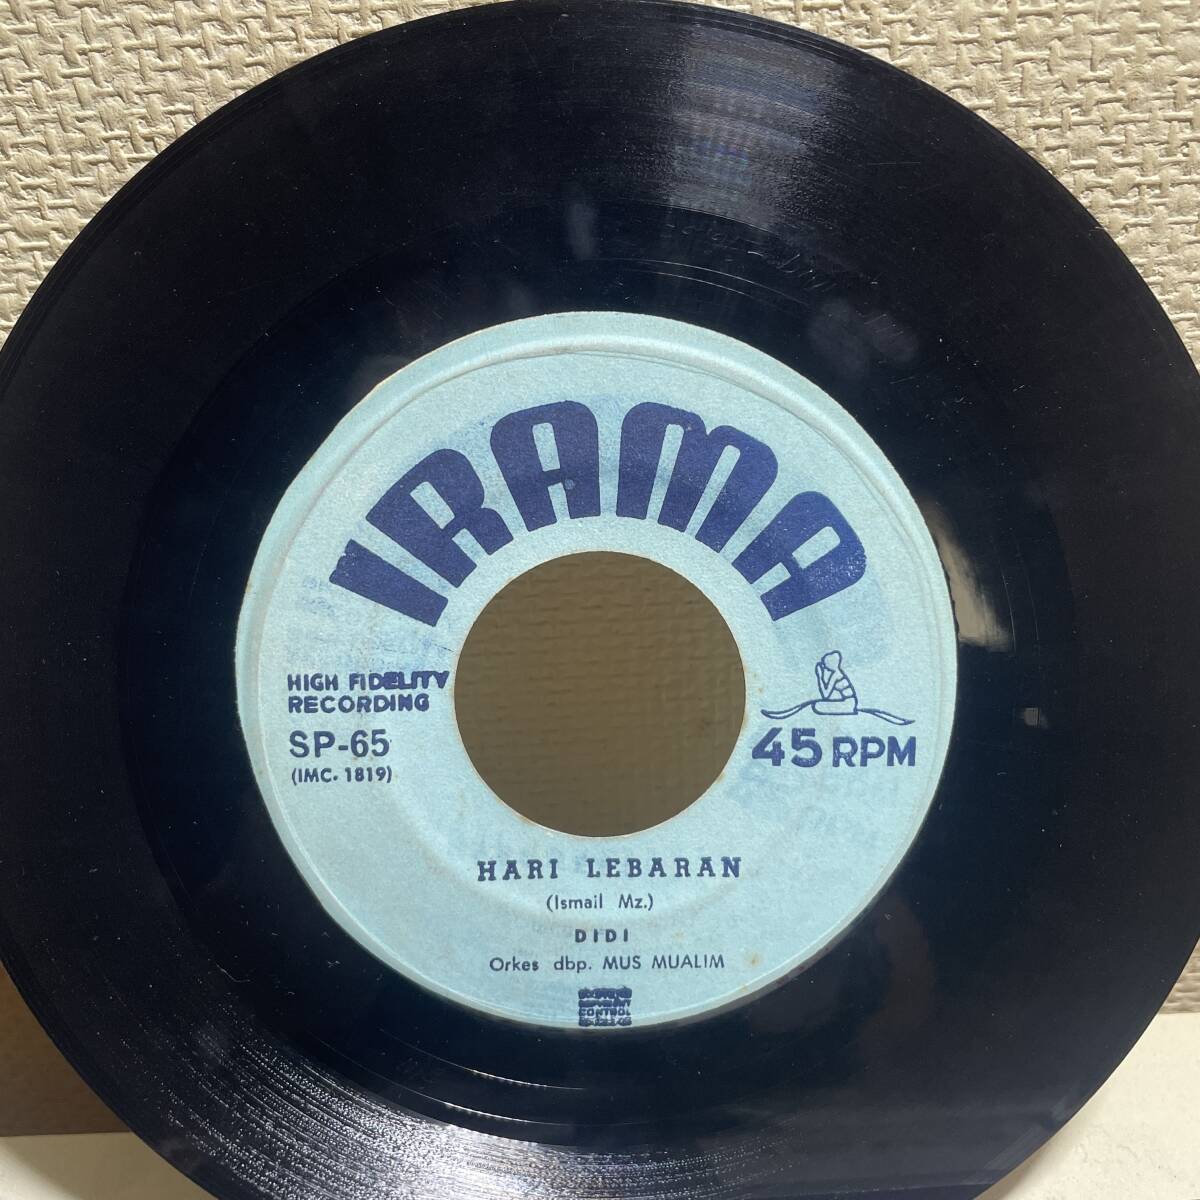 IRAMA
HIGH FIDELITY
RECORDING
SP-65
(IMC. 1819)
45 RPM
HARI LEBARAN
(Ismail Mz.)
DIDI
Orkes dbp. MUS MUALIM
CONTROL